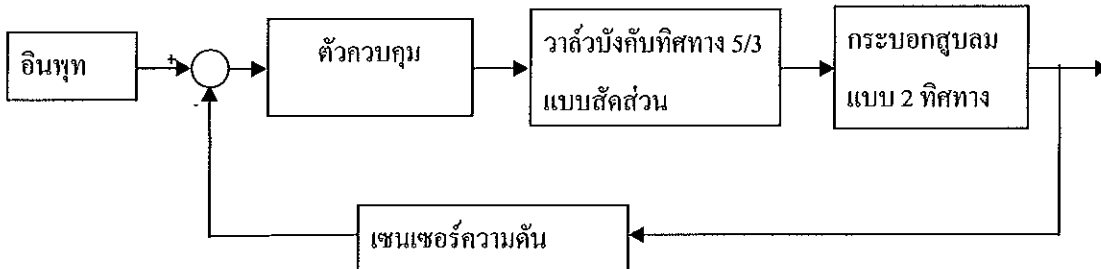 อินพุท
+
-
ตัวควบคุม
วาล์วบังคับทิศทาง 5/3
แบบสัดส่วน
กระบอกสูบลม
แบบ 2 ทิศทาง
เซนเซอร์ความดัน